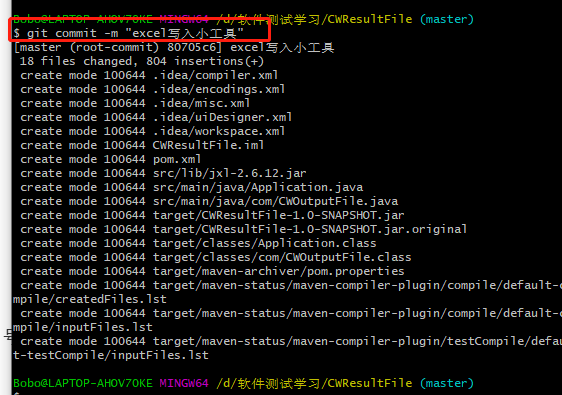 Bobo@LAPTOP-AHOV70KE MINGW64 /d/软件测试学习/CWResultFile (master)
$ git commit -m "excel写入小工具"
[master (root-commit) 80705c6] excel写入小工具
 18 files changed, 804 insertions(+)
 create mode 100644 .idea/compiler.xml
 create mode 100644 .idea/encodings.xml
 create mode 100644 .idea/misc.xml
 create mode 100644 .idea/uiDesigner.xml
 create mode 100644 .idea/workspace.xml
 create mode 100644 CWResultFile.iml
 create mode 100644 pom.xml
 create mode 100644 src/lib/jxl-2.6.12.jar
 create mode 100644 src/main/java/Application.java
 create mode 100644 src/main/java/com/CWOutputFile.java
 create mode 100644 target/CWResultFile-1.0-SNAPSHOT.jar
 create mode 100644 target/CWResultFile-1.0-SNAPSHOT.jar.original
 create mode 100644 target/classes/Application.class
 create mode 100644 target/classes/com/CWOutputFile.class
 create mode 100644 target/maven-archiver/pom.properties
 create mode 100644 target/maven-status/maven-compiler-plugin/compile/default-c
mpile/createdFiles.lst
 create mode 100644 target/maven-status/maven-compiler-plugin/compile/default-c
mpile/inputFiles.lst
 create mode 100644 target/maven-status/maven-compiler-plugin/testCompile/defau
t-testCompile/inputFiles.lst
Bobo@LAPTOP-AHOV70KE MINGW64 /d/软件测试学习/CWResultFile (master)